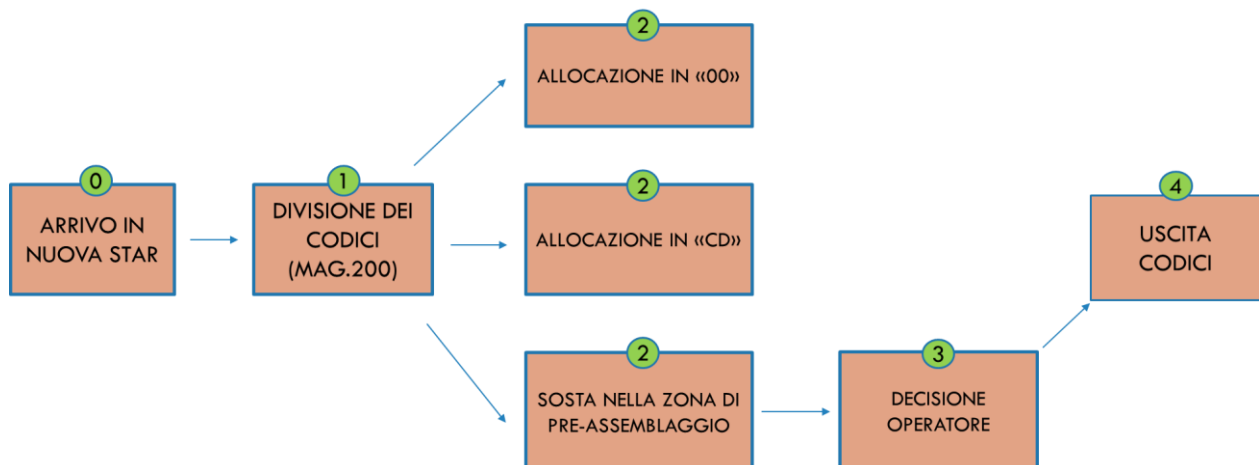 0
ARRIVO IN
NUOVA STAR
1
DIVISIONE DEI
CODICI
(MAG.200)
2
ALLOCAZIONE IN «00»
2
ALLOCAZIONE IN «CD»
2
SOSTA NELLA ZONA DI
PRE-ASSEMBLAGGIO
3
DECISIONE
OPERATORE
4
USCITA
CODICI